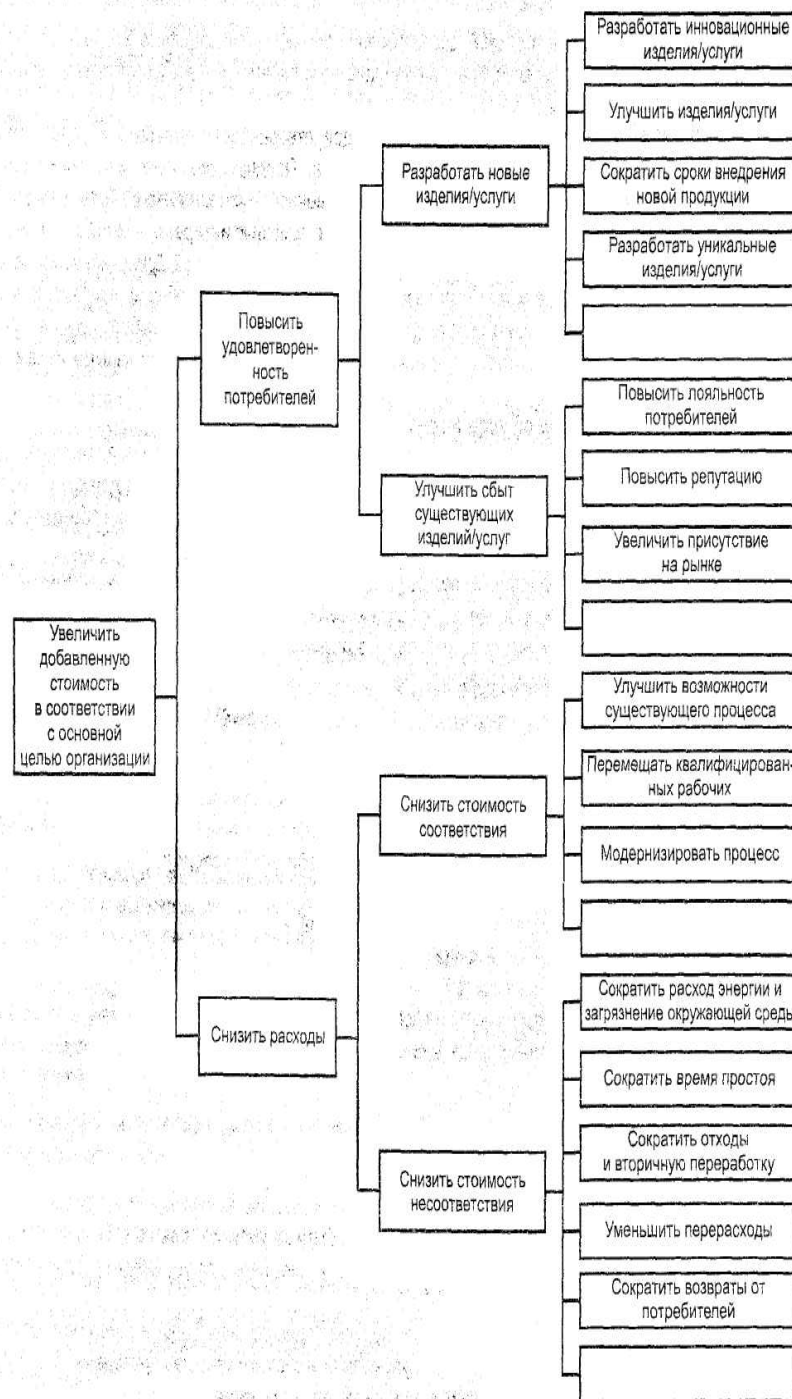 Разработать инновационные
изделия/услуги
Улучшить изделия/услуги
Сократить сроки внедрения
новой продукции
Разработать уникальные
изделия/услуги
Разработать новые
изделия/услуги
Повысить
удовлетворен-
ность
потребителей
Повысить лояльность
потребителей
Повысить репутацию
Увеличить присутствие
на рынке
Улучшить сбыт
существующих
изделий/услуг
Увеличить
добавленную
стоимость
в соответствии
с основной
целью организации
Улучшить возможности
существующего процесса
Перемещать квалифицирован-
ных рабочих
Модернизировать процесс
Снизить стоимость
соответствия
Снизить расходы
Сократить расход энергии и
загрязнение окружающей среды
Сократить время простоя
Сократить отходы
и вторичную переработку
Снизить стоимость
несоответствия
Уменьшить перерасходы
Сократить возвраты от
потребителей